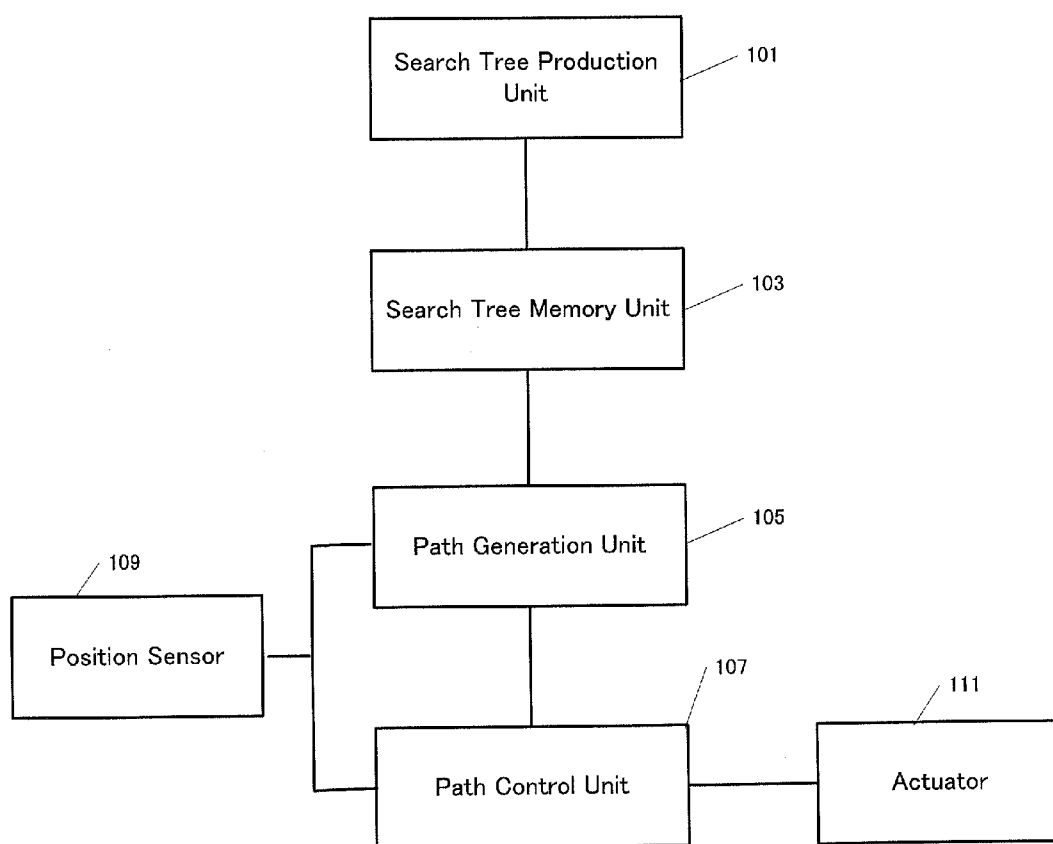 Search Tree Production
Unit
101
Search Tree Memory Unit
103
Path Generation Unit
105
109
Position Sensor
107
Path Control Unit
111
Actuator